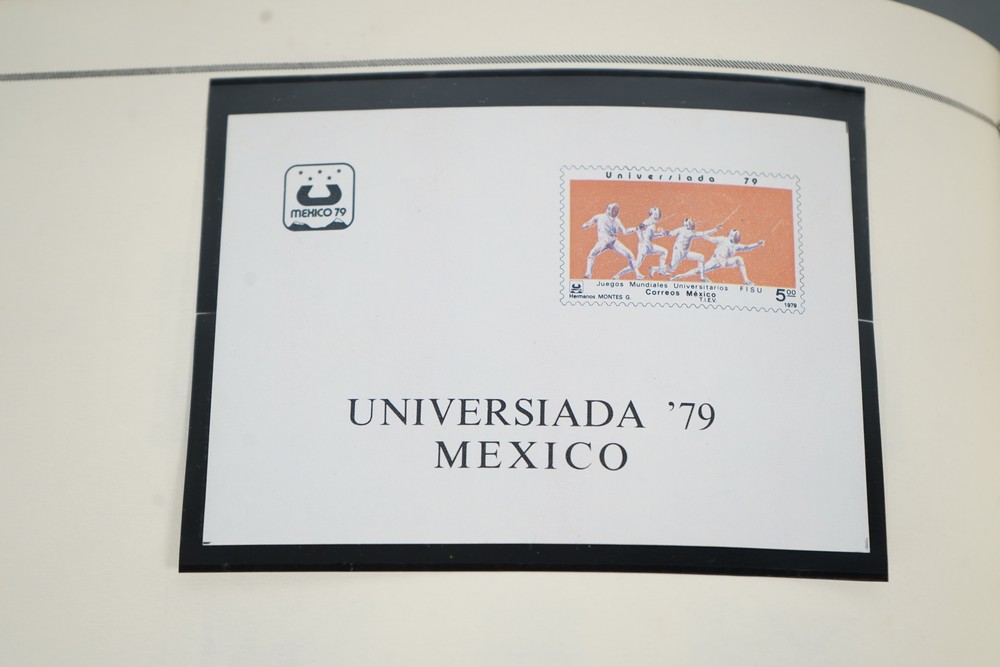 MEXICO 79
Universiada 79
Juegos Mundiales Universitarios FISU
Correos México
Hermanos MONTES G.
T.I.E.V.
5.00
1979
UNIVERSIADA ’79
MEXICO